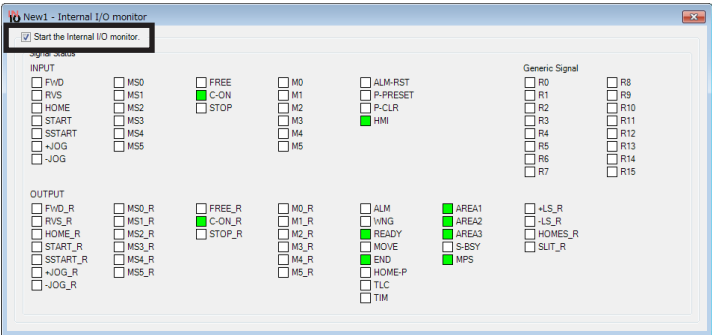 New1 - Internal I/O monitor
Start the Internal I/O monitor.
Signal Status
INPUT
Generic Signal
FWD MS0 FREE M0 ALM-RST R0 R8
RVS MS1 C-ON M1 P-PRESET R1 R9
HOME MS2 STOP M2 P-CLR R2 R10
START MS3 M3 HMI R3 R11
SSTART MS4 M4 R4 R12
+JOG MS5 M5 R5 R13
-JOG R6 R14
R7 R15
OUTPUT
FWD_R MS0_R FREE_R M0_R ALM AREA1 +LS_R
RVS_R MS1_R C-ON_R M1_R WNG AREA2 -LS_R
HOME_R MS2_R STOP_R M2_R READY AREA3 HOMES_R
START_R MS3_R M3_R MOVE S-BSY SLIT_R
SSTART_R MS4_R M4_R END MPS
+JOG_R MS5_R M5_R HOME-P
-JOG_R TLC
TIM